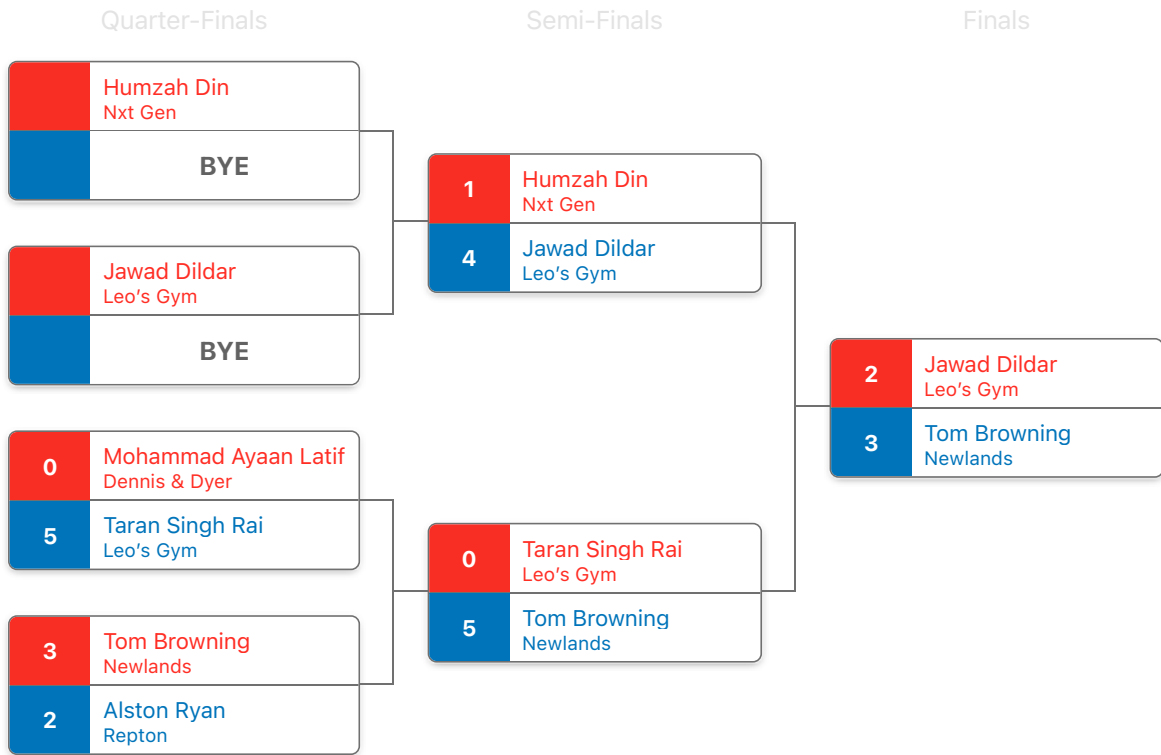 Quarter-Finals
Semi-Finals
Finals
Humzah Din
Nxt Gen
BYE
Jawad Dildar
Leo's Gym
BYE
0
Mohammad Ayaan Latif
Dennis & Dyer
5
Taran Singh Rai
Leo's Gym
3
Tom Browning
Newlands
2
Alston Ryan
Repton
1
Humzah Din
Nxt Gen
4
Jawad Dildar
Leo's Gym
0
Taran Singh Rai
Leo's Gym
5
Tom Browning
Newlands
2
Jawad Dildar
Leo's Gym
3
Tom Browning
Newlands